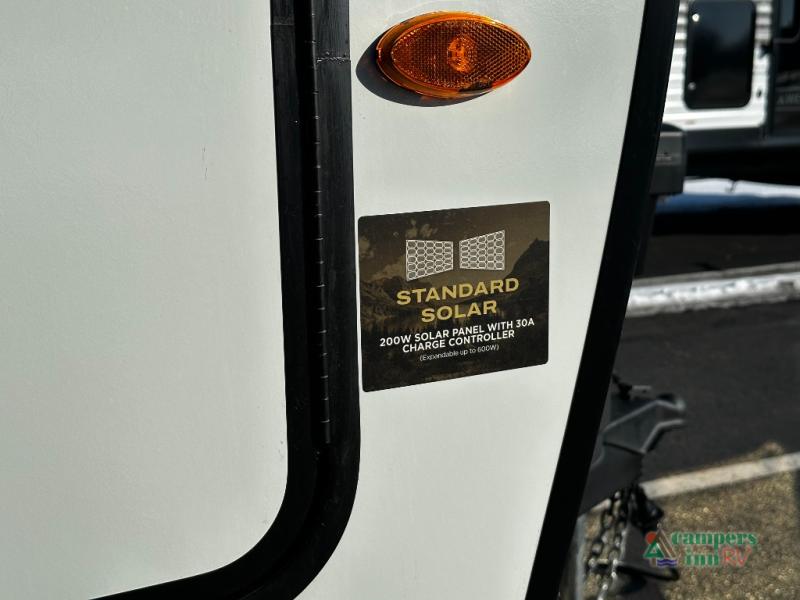 STANDARD
SOLAR
200W SOLAR PANEL WITH 30A
CHARGE CONTROLLER
(Expandable up to 600W)
campers
inn RV